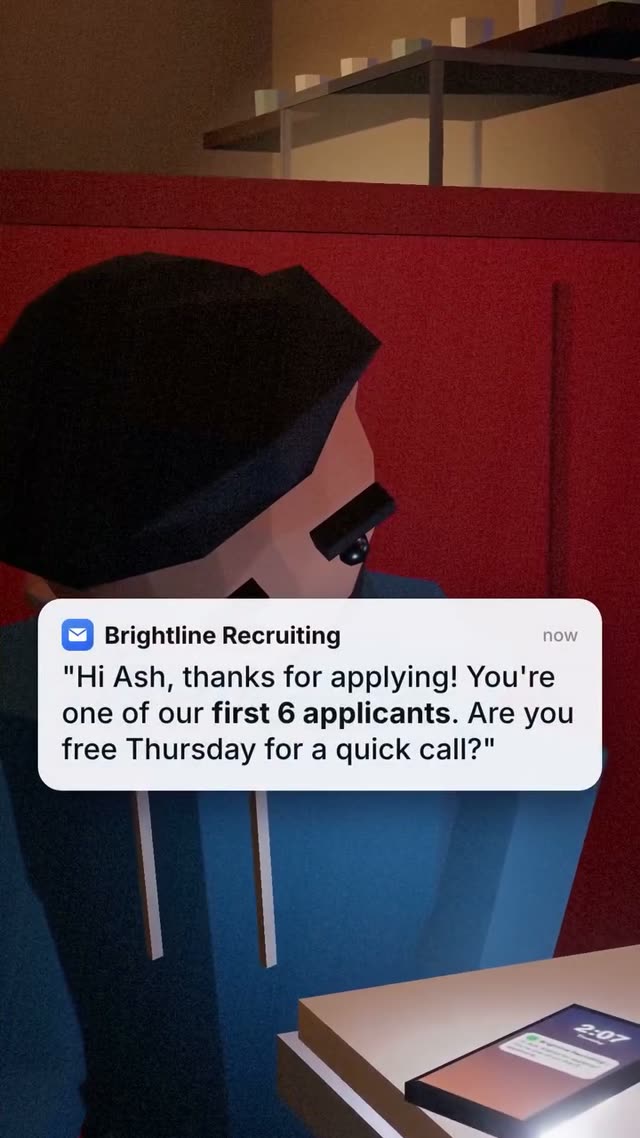 Brightline Recruiting
now
"Hi Ash, thanks for applying! You're
one of our first 6 applicants. Are you
free Thursday for a quick call?"
2:07